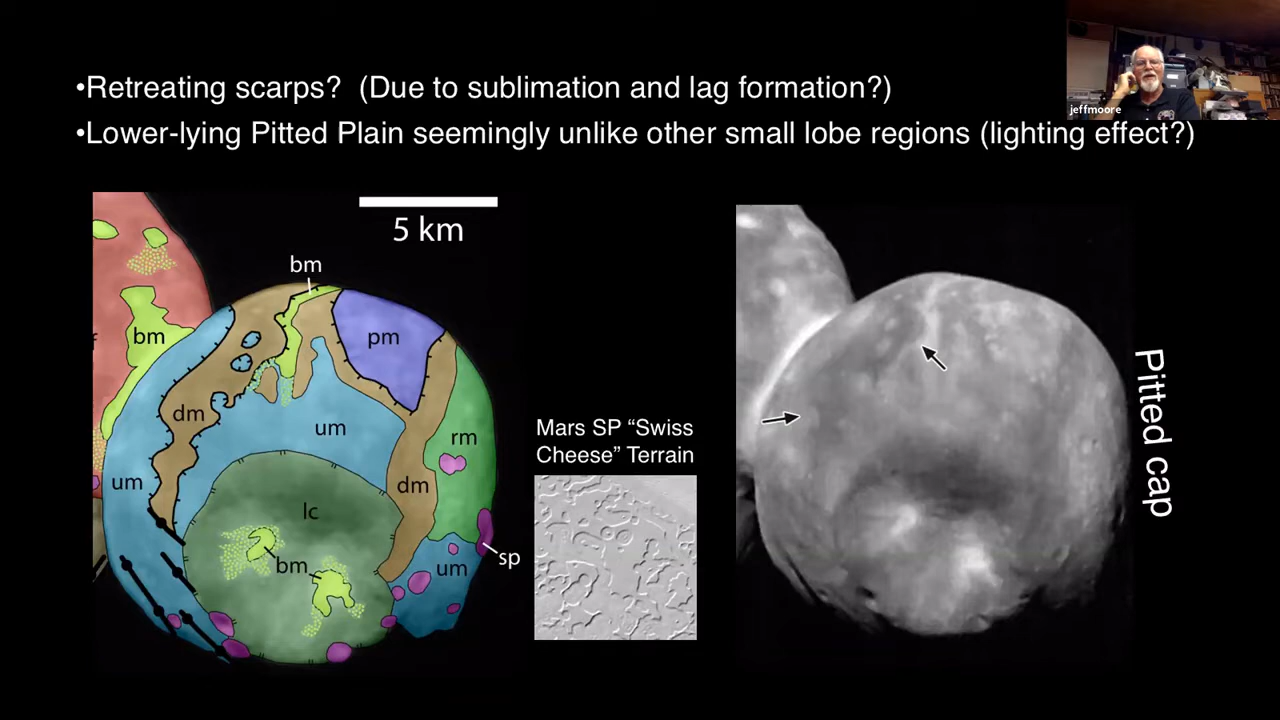 •Retreating scarps? (Due to sublimation and lag formation?)
•Lower-lying Pitted Plain seemingly unlike other small lobe regions (lighting effect?)
jeffmoore
5 km
bm
bm
pm
f
dm
um
rm
um
dm
lc
bm
um
sp
Mars SP “Swiss
Cheese” Terrain
Pitted cap